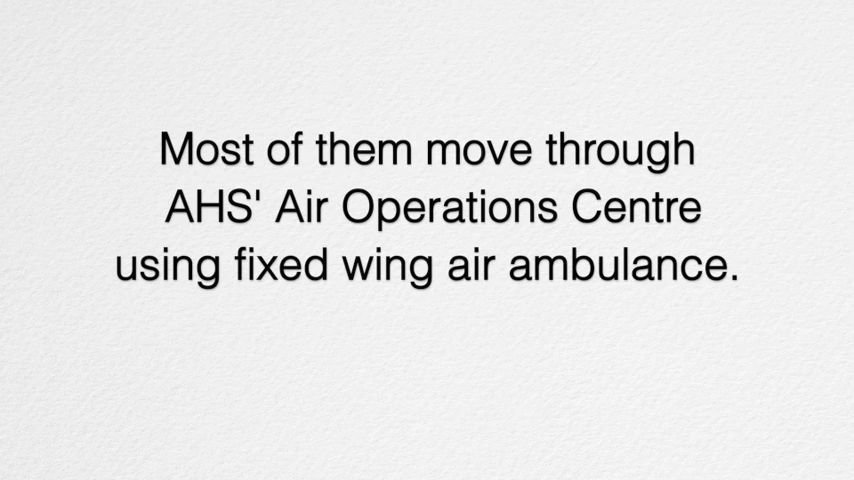 Most of them move through
AHS' Air Operations Centre
using fixed wing air ambulance.